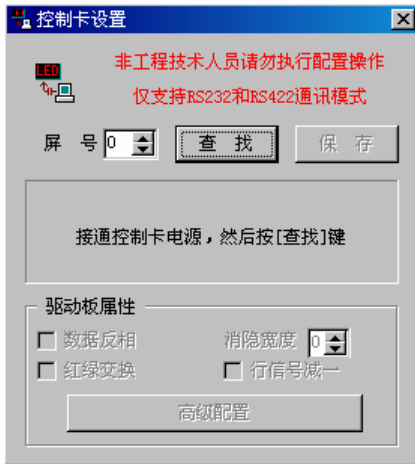 控制卡设置
LED
非工程技术人员请勿执行配置操作
仅支持RS232和RS422通讯模式
屏 号 0 查 找 保 存
接通控制卡电源，然后按[查找]键
驱动板属性
数据反相 消隐宽度 0
红绿交换 行信号减一
高级配置